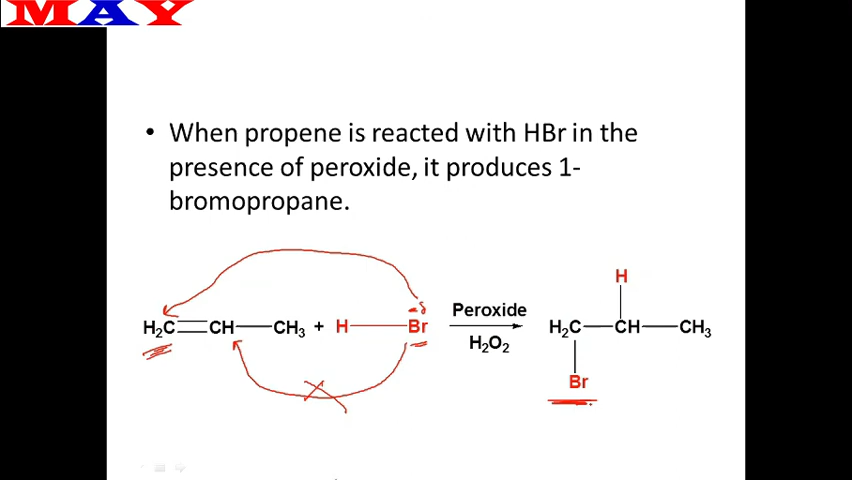 MAY
• When propene is reacted with HBr in the
presence of peroxide, it produces 1-
bromopropane.
H
-δ
H₂C=CH—CH₃ + H—Br Peroxide H₂C—CH—CH₃
H₂O₂
Br